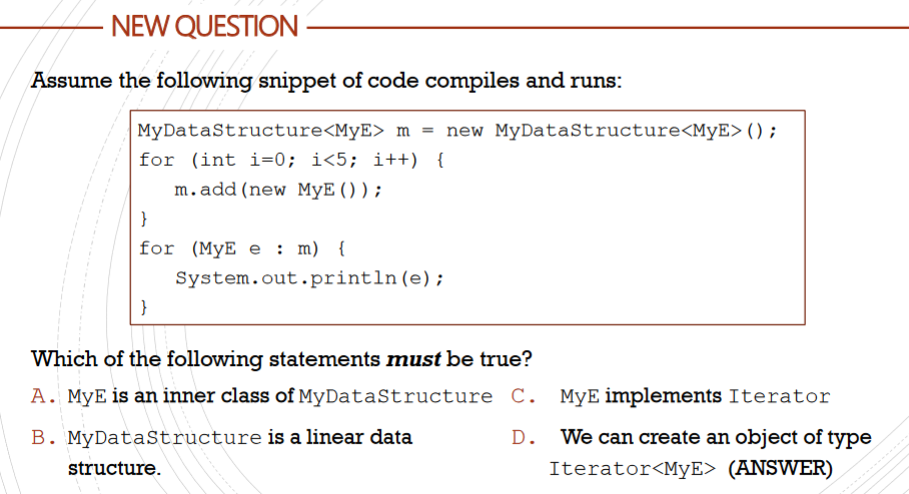 NEW QUESTION
Assume the following snippet of code compiles and runs:
MyDataStructure<MyE> m = new MyDataStructure<MyE>();
for (int i=0; i<5; i++) {
m.add(new MyE());
}
for (MyE e : m) {
System.out.println(e);
}
Which of the following statements must be true?
A. MyE is an inner class of MyDataStructure
B. MyDataStructure is a linear data
structure.
C. MyE implements Iterator
D. We can create an object of type
Iterator<MyE> (ANSWER)